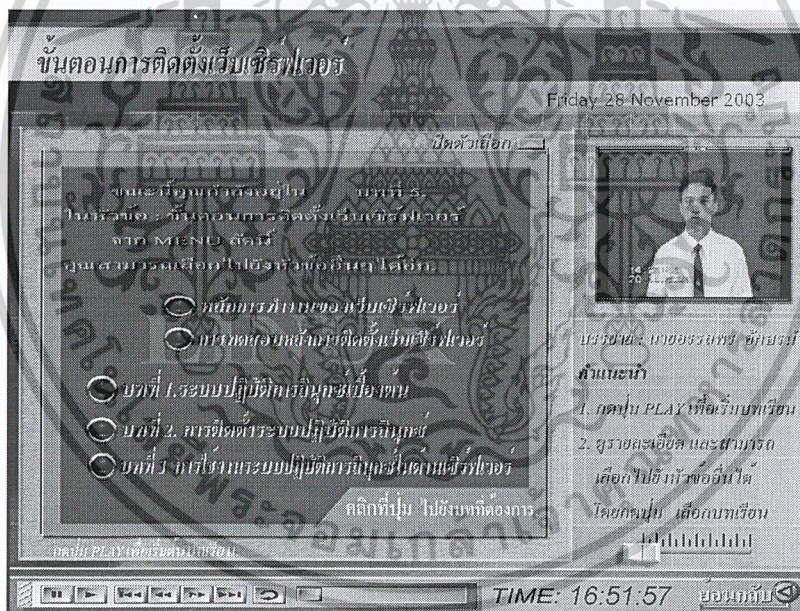 ขั้นตอนการติดตั้งเว็บเซิร์ฟเวอร์
Friday 28 November 2003
ปิดตัวเลือก
ขณะนี้คุณกำลังอยู่ใน บทที่ 5.
ในหัวข้อ : ขั้นตอนการติดตั้งเว็บเซิร์ฟเวอร์
จาก MENU ลัดนี้
คุณสามารถเลือกไปยังหัวข้ออื่นๆได้อีก
หลักการทำงานของเว็บเซิร์ฟเวอร์
การทดสอบหลังการติดตั้งเว็บเซิร์ฟเวอร์
บทที่ 1.ระบบปฏิบัติการลีนุกซ์เบื้องต้น
บทที่ 2. การติดตั้งระบบปฏิบัติการลีนุกซ์
บทที่ 3 การใช้งานระบบปฏิบัติการลีนุกซ์ในด้านเซิร์ฟเวอร์
คลิกที่ปุ่ม ไปยังบทที่ต้องการ
กดปุ่ม PLAY เพื่อเริ่มต้นบทเรียน
บรรยาย : นายอรรถพร
คำแนะนำ
1. กดปุ่ม PLAY เพื่อเริ่มบทเรียน
2. ดูรายละเอียด และสามารถ
เลือกไปยังหัวข้ออื่นได้
โดยกดปุ่ม เลือกบทเรียน
TIME: 16:51:57
ย้อนกลับ